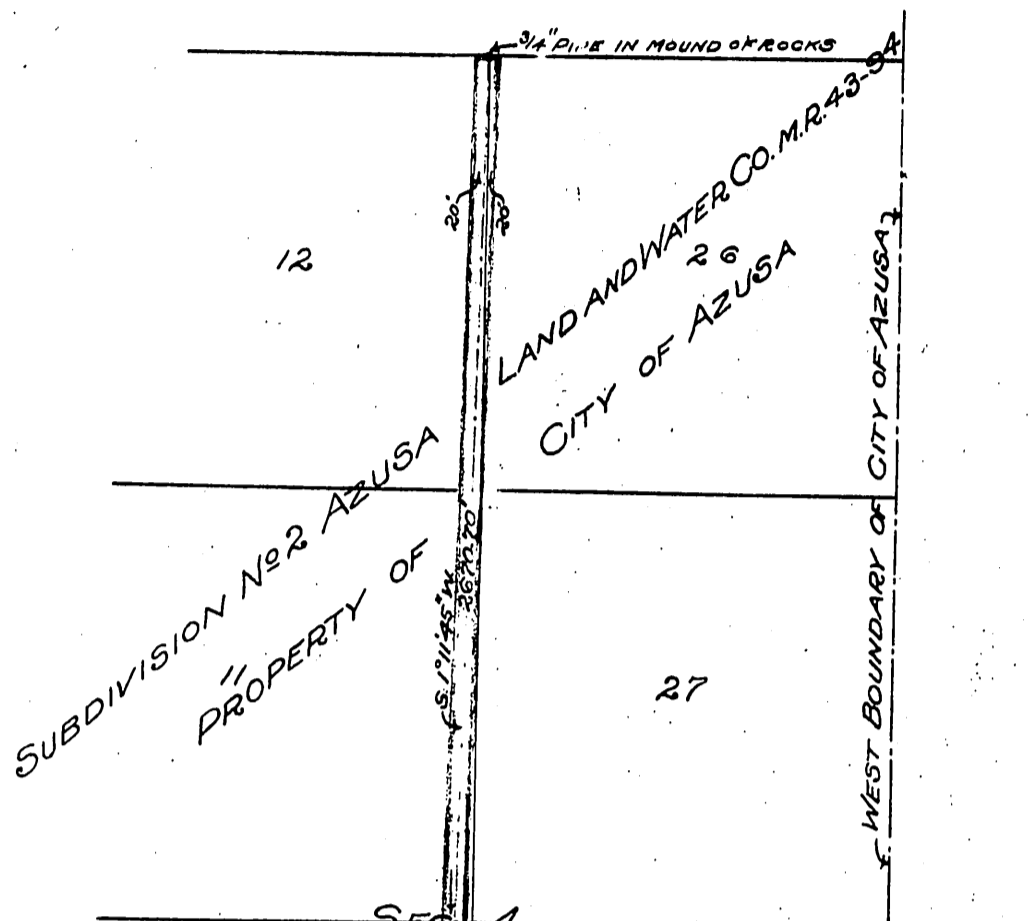 3/4" PIPE IN MOUND OF ROCKS
20'
20'
12
26
SUBDIVISION No 2 AZUSA LAND AND WATER CO. M.R. 43-94
PROPERTY OF CITY OF AZUSA
WEST BOUNDARY OF CITY OF AZUSA
2670.70'
S. 1°11'45" W.
11
27